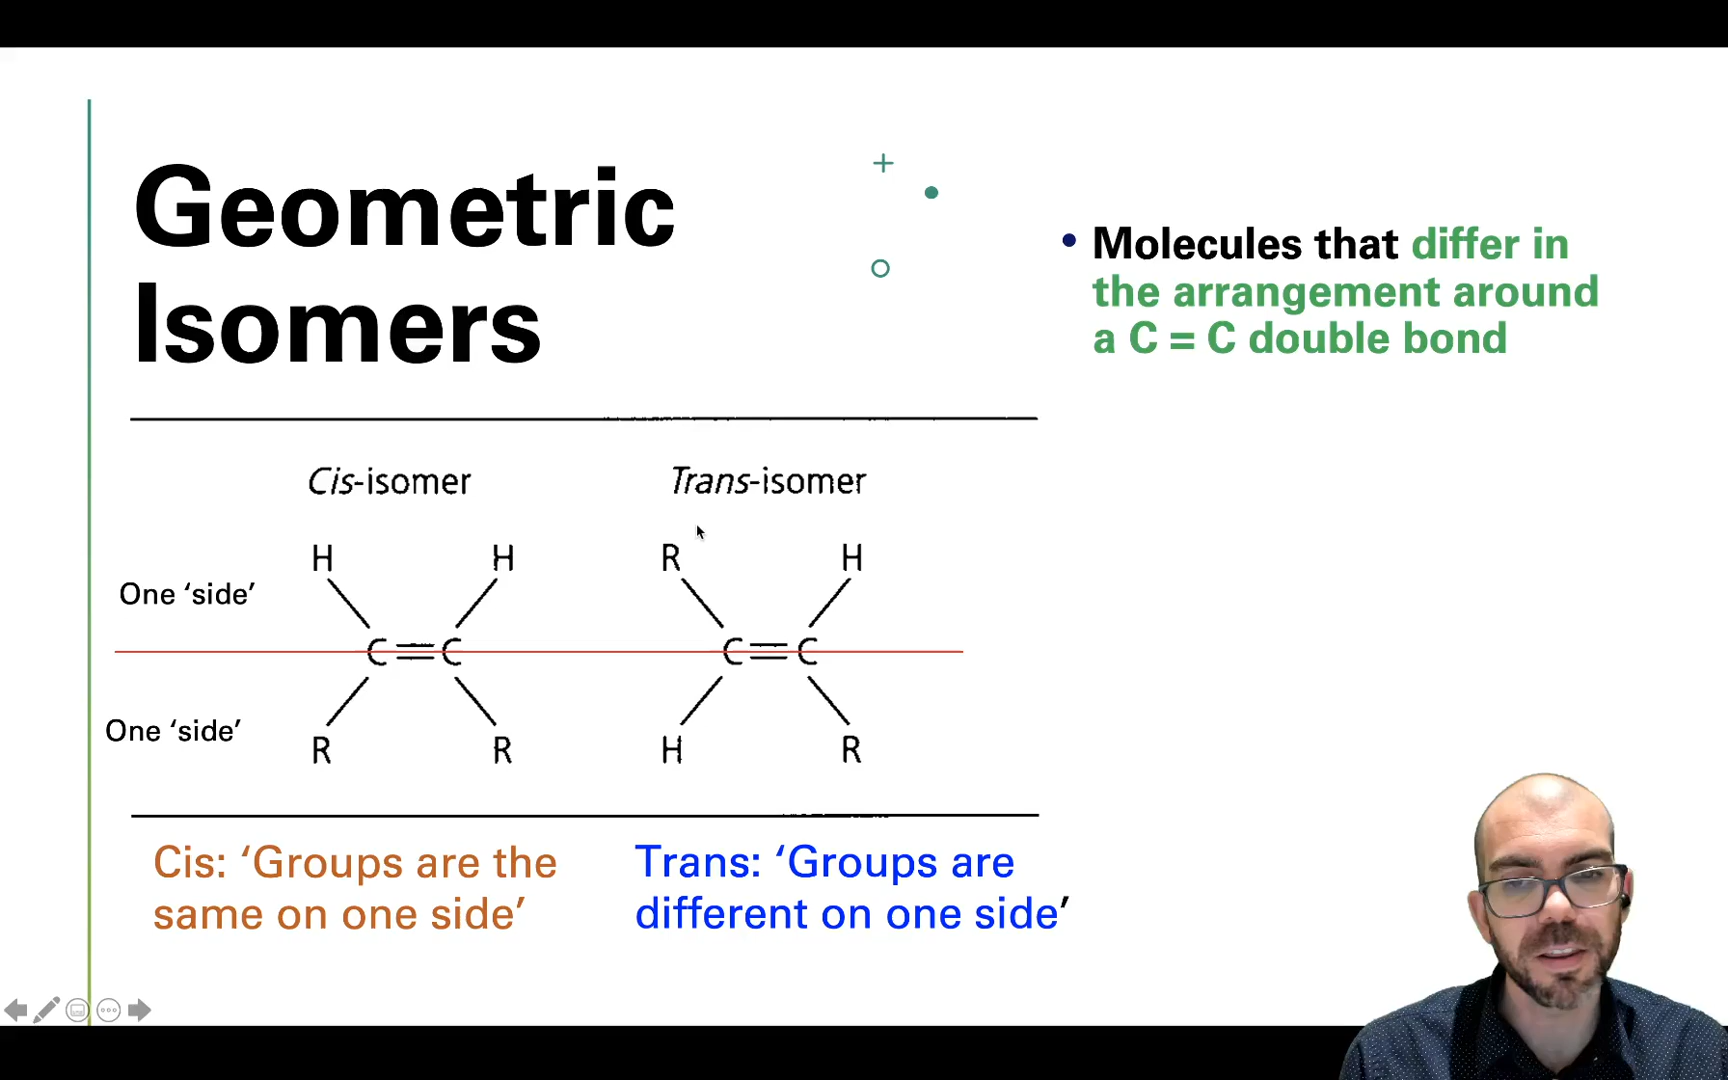 Geometric
Isomers
• Molecules that differ in
the arrangement around
a C = C double bond
Cis-isomer
Trans-isomer
H H R H
One ‘side’
C C C C
One ‘side’
R R H R
Cis: ‘Groups are the
same on one side’
Trans: ‘Groups are
different on one side’